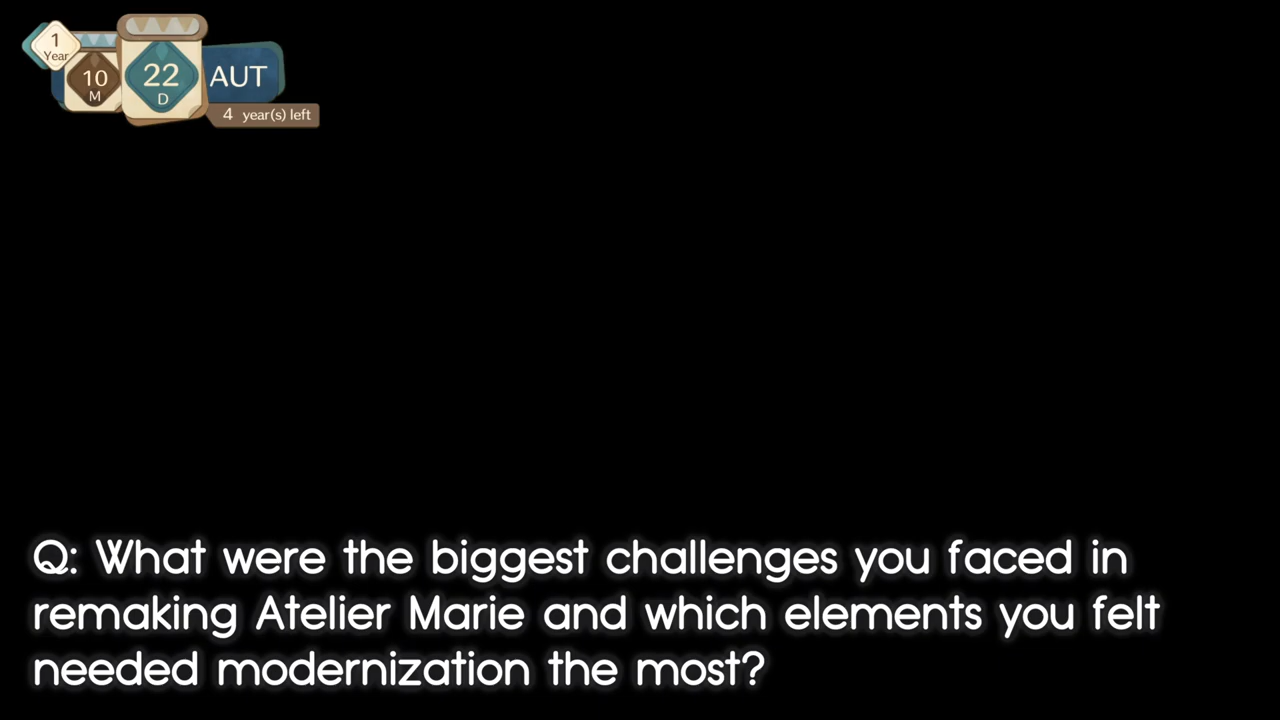 1
Year
10
M
22
D
AUT
4 year(s) left
Q: What were the biggest challenges you faced in
remaking Atelier Marie and which elements you felt
needed modernization the most?